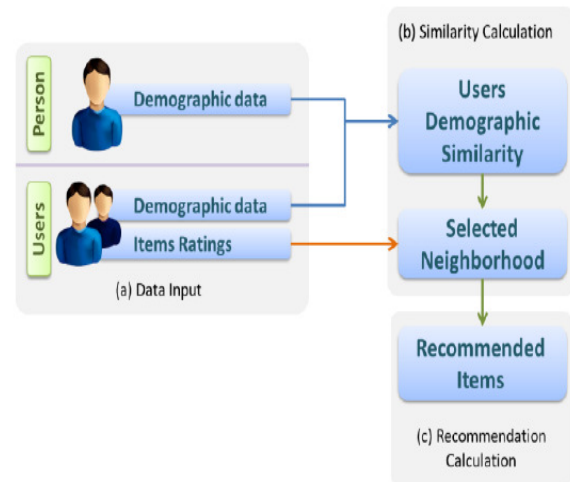 Person
Demographic data
Users
Demographic data
Items Ratings
(a) Data Input
(b) Similarity Calculation
Users
Demographic
Similarity
Selected
Neighborhood
Recommended
Items
(c) Recommendation
Calculation